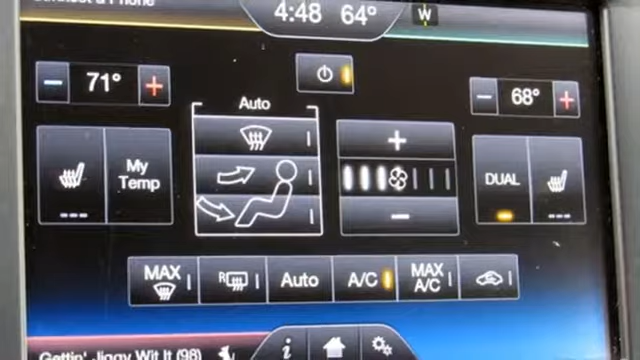 4:48 64° W
71°
68°
Auto
My
Temp
DUAL
MAX
R
Auto
A/C
MAX
A/C
Gettin' Jiggy Wit It (98)